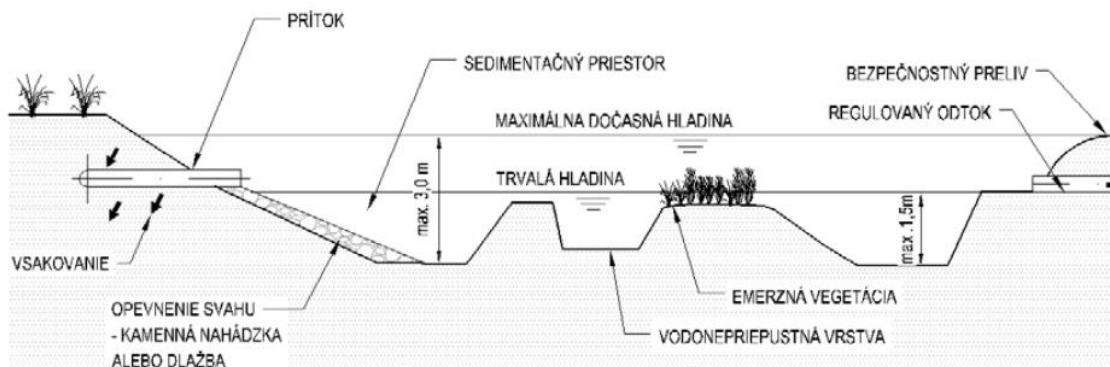 PRÍTOK
SEDIMENTAČNÝ PRIESTOR
BEZPEČNOSTNÝ PRELIV
REGULOVANÝ ODTOK
MAXIMÁLNA DOČASNÁ HLADINA
TRVALÁ HLADINA
max. 3,0 m
max .1,5m
VSAKOVANIE
OPEVNENIE SVAHU
- KAMENNÁ NAHÁDZKA
ALEBO DLAŽBA
EMERZNÁ VEGETÁCIA
VODONEPRIEPUSTNÁ VRSTVA